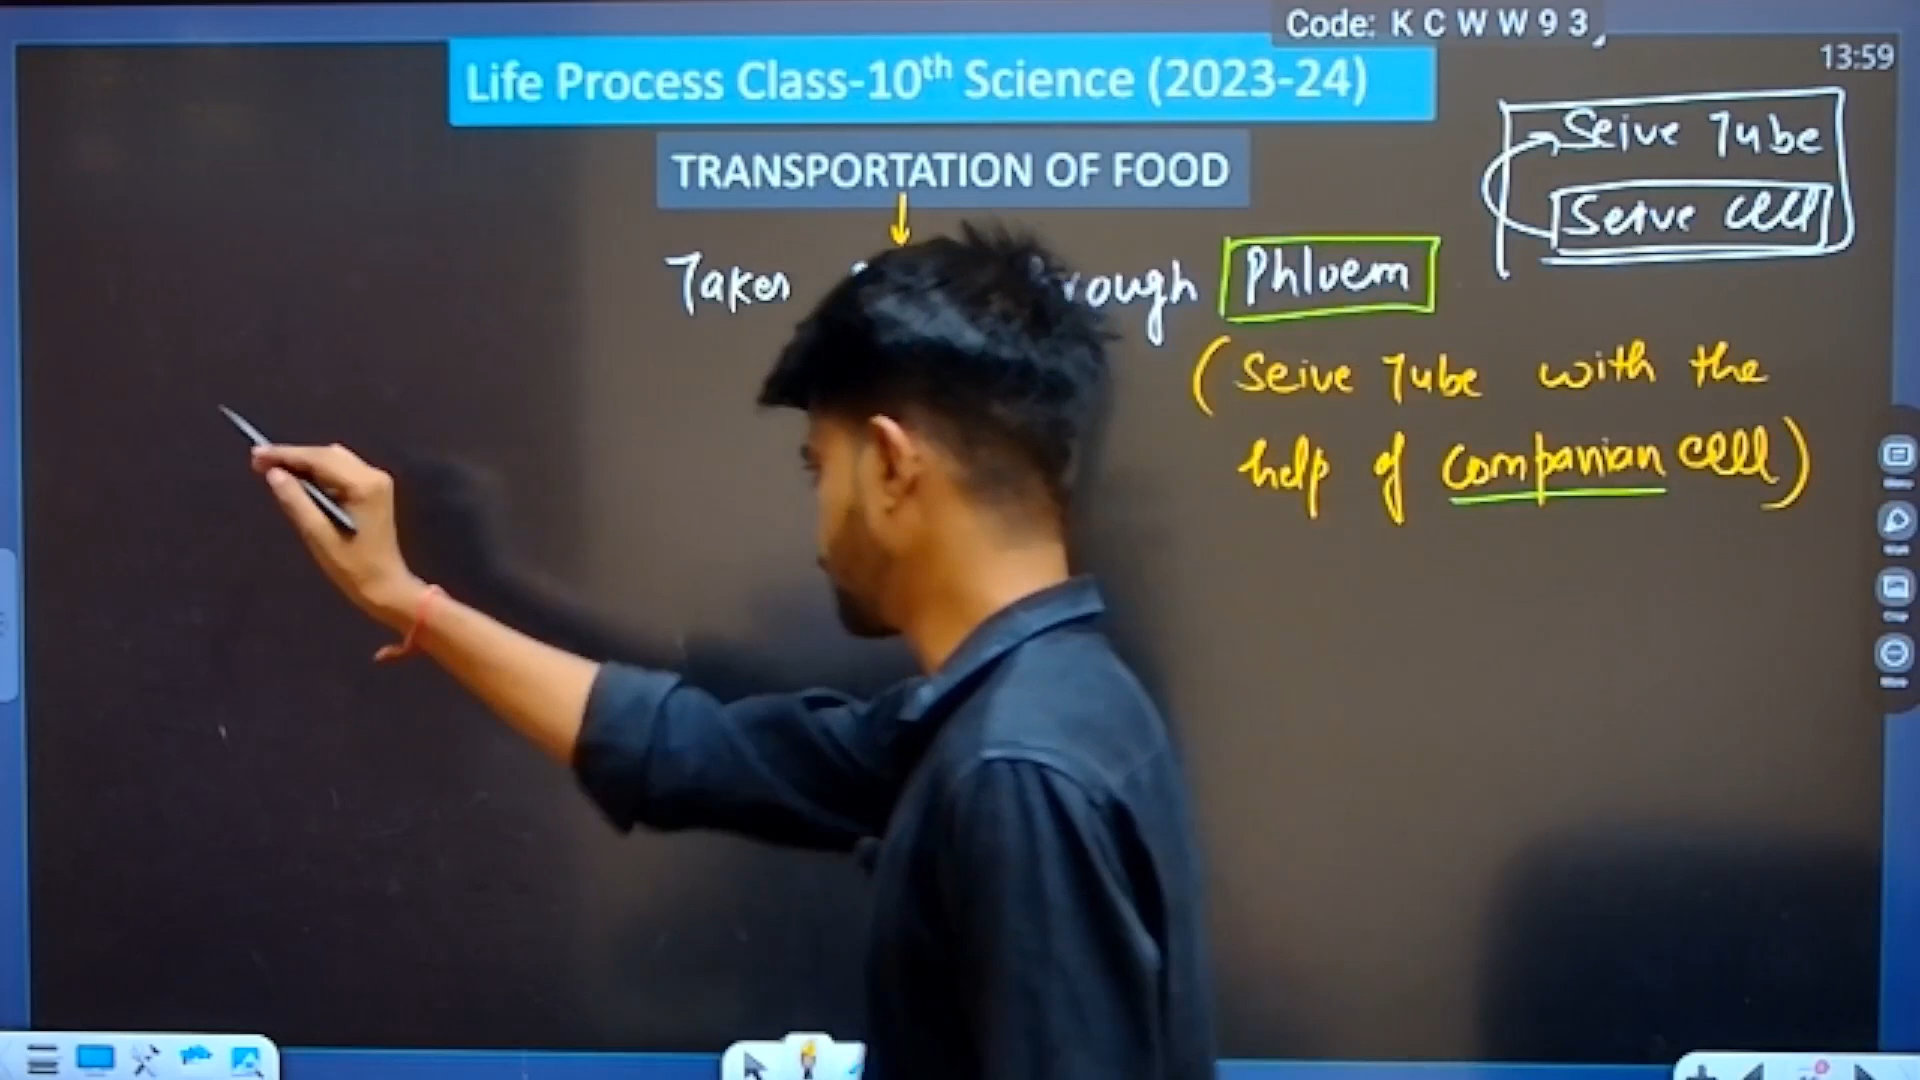 Code: K C W W 9 3
13:59
Life Process Class-10th Science (2023-24)
Seive Tube
Seive cell
TRANSPORTATION OF FOOD
Taken rough Phloem
(Seive Tube with the
help of companian cell)